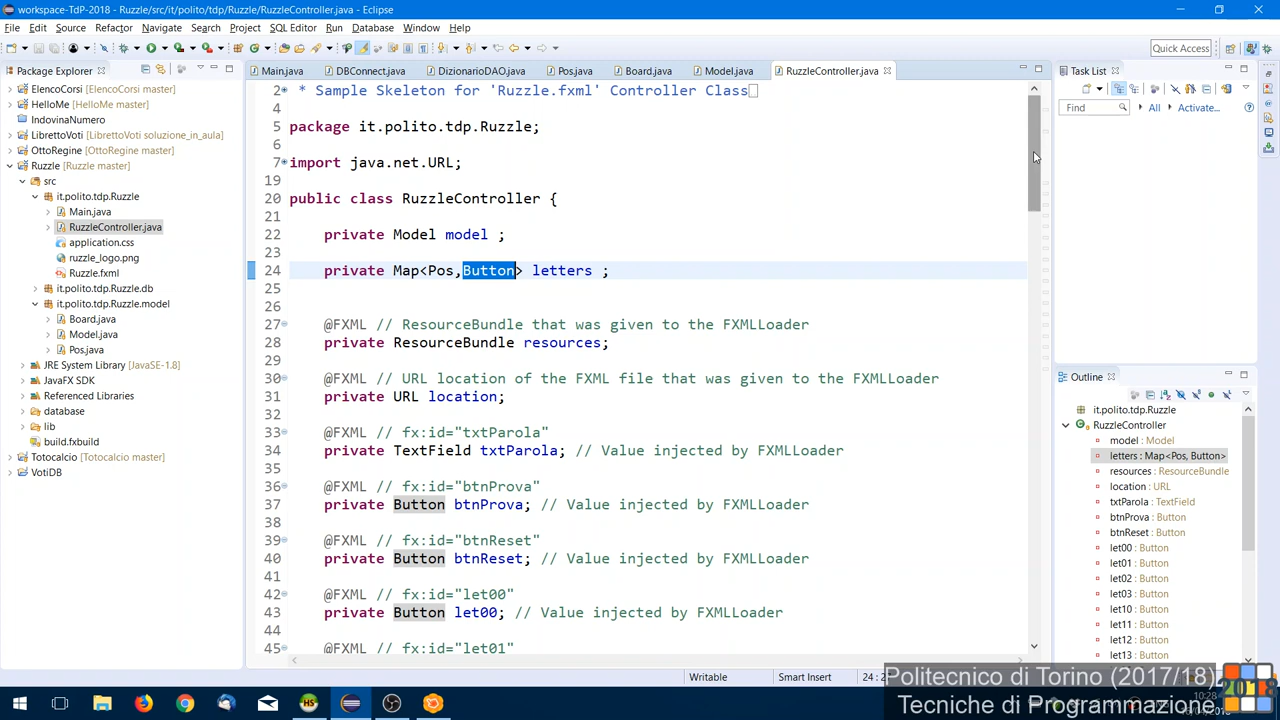 workspace-TdP-2018 - Ruzzle/src/it/polito/tdp/Ruzzle/RuzzleController.java - Eclipse
File Edit Source Refactor Navigate Search Project SQL Editor Run Database Window Help
Quick Access
Package Explorer
Main.java DBConnect.java DizionarioDAO.java Pos.java Board.java Model.java RuzzleController.java
Task List
Find All Activate...
ElencoCorsi [ElencoCorsi master]
HelloMe [HelloMe master]
IndovinaNumero
LibrettoVoti [LibrettoVoti soluzione_in_aula]
OttoRegine [OttoRegine master]
Ruzzle [Ruzzle master]
src
it.polito.tdp.Ruzzle
Main.java
RuzzleController.java
application.css
ruzzle_logo.png
Ruzzle.fxml
it.polito.tdp.Ruzzle.db
it.polito.tdp.Ruzzle.model
Board.java
Model.java
Pos.java
JRE System Library [JavaSE-1.8]
JavaFX SDK
Referenced Libraries
database
lib
build.fxbuild
Totocalcio [Totocalcio master]
VotiDB
2 * Sample Skeleton for 'Ruzzle.fxml' Controller Class
4
5 package it.polito.tdp.Ruzzle;
6
7 import java.net.URL;
19
20 public class RuzzleController {
21
22 private Model model ;
23
24 private Map<Pos,Button> letters ;
25
26
27 @FXML // ResourceBundle that was given to the FXMLLoader
28 private ResourceBundle resources;
29
30 @FXML // URL location of the FXML file that was given to the FXMLLoader
31 private URL location;
32
33 @FXML // fx:id="txtParola"
34 private TextField txtParola; // Value injected by FXMLLoader
35
36 @FXML // fx:id="btnProva"
37 private Button btnProva; // Value injected by FXMLLoader
38
39 @FXML // fx:id="btnReset"
40 private Button btnReset; // Value injected by FXMLLoader
41
42 @FXML // fx:id="let00"
43 private Button let00; // Value injected by FXMLLoader
44
45 @FXML // fx:id="let01"
Outline
it.polito.tdp.Ruzzle
RuzzleController
model : Model
letters : Map<Pos, Button>
resources : ResourceBundle
location : URL
txtParola : TextField
btnProva : Button
btnReset : Button
let00 : Button
let01 : Button
let02 : Button
let03 : Button
let10 : Button
let11 : Button
let12 : Button
let13 : Button
Writable Smart Insert
Politecnico di Torino (2017/18)
Tecniche di Programmazione
2018
10:28